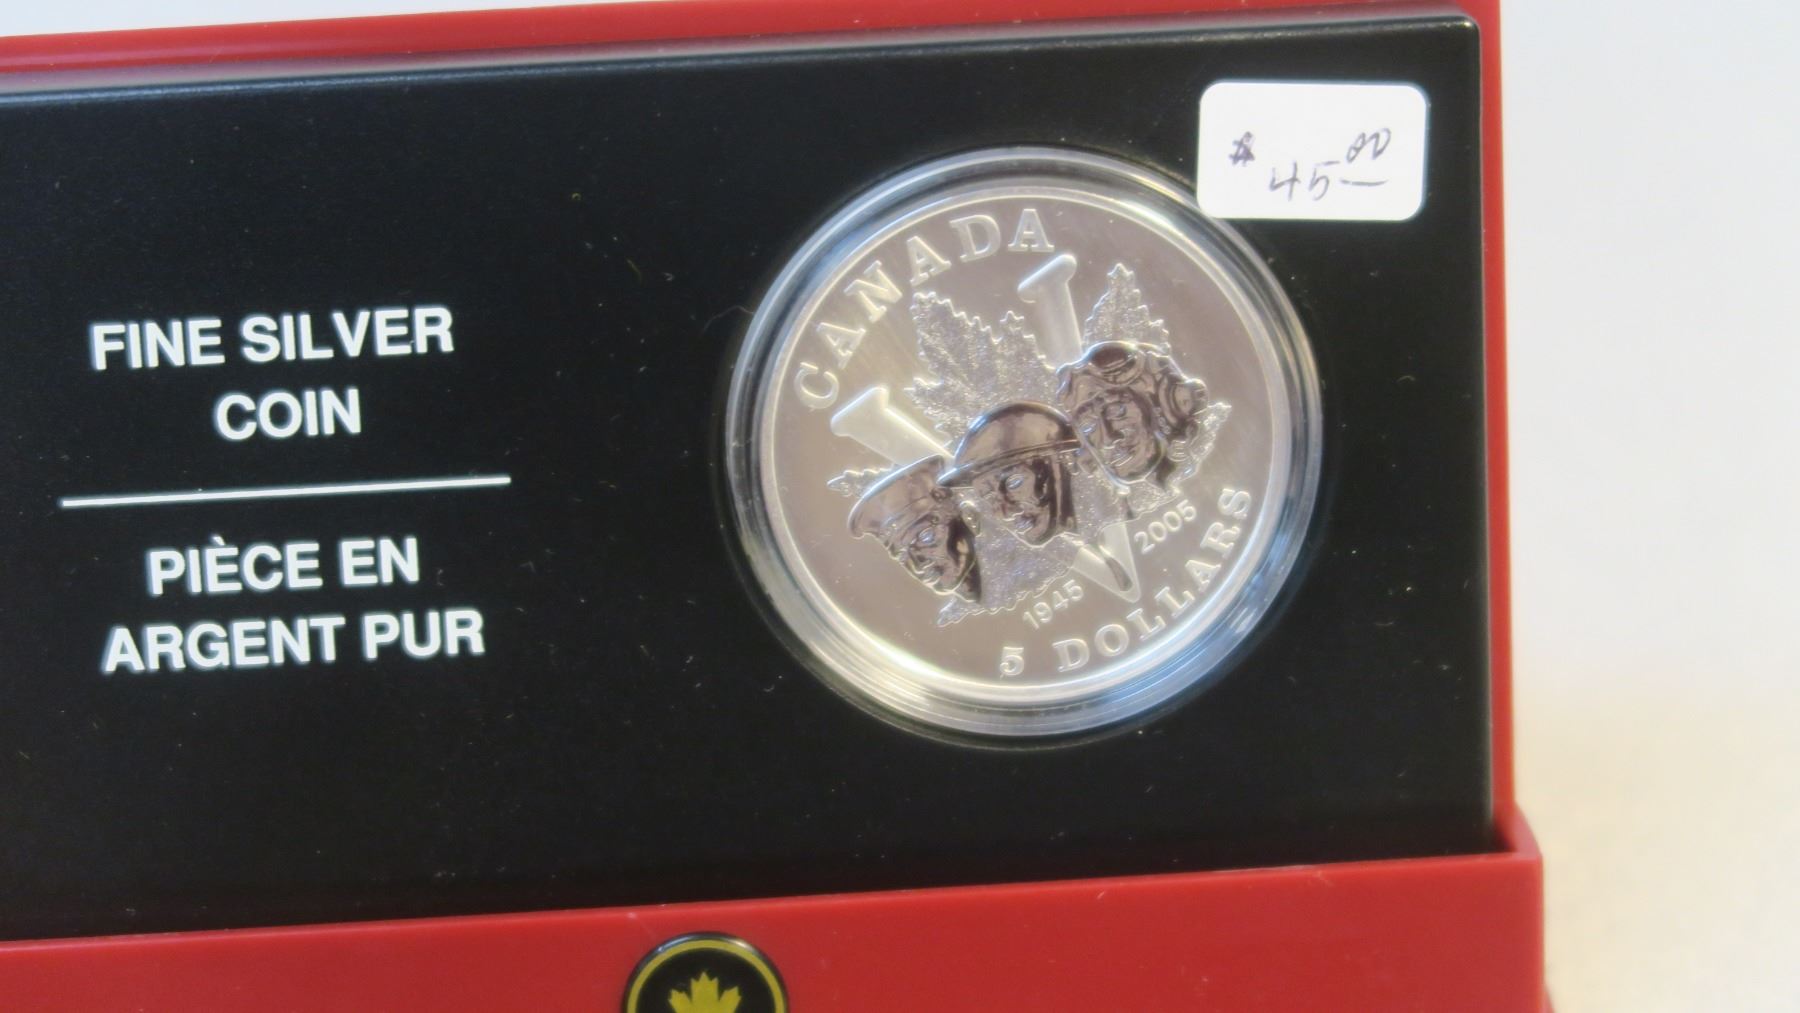 FINE SILVER
COIN
PIÈCE EN
ARGENT PUR
$ 45.00
CANADA
1945 2005
5 DOLLARS